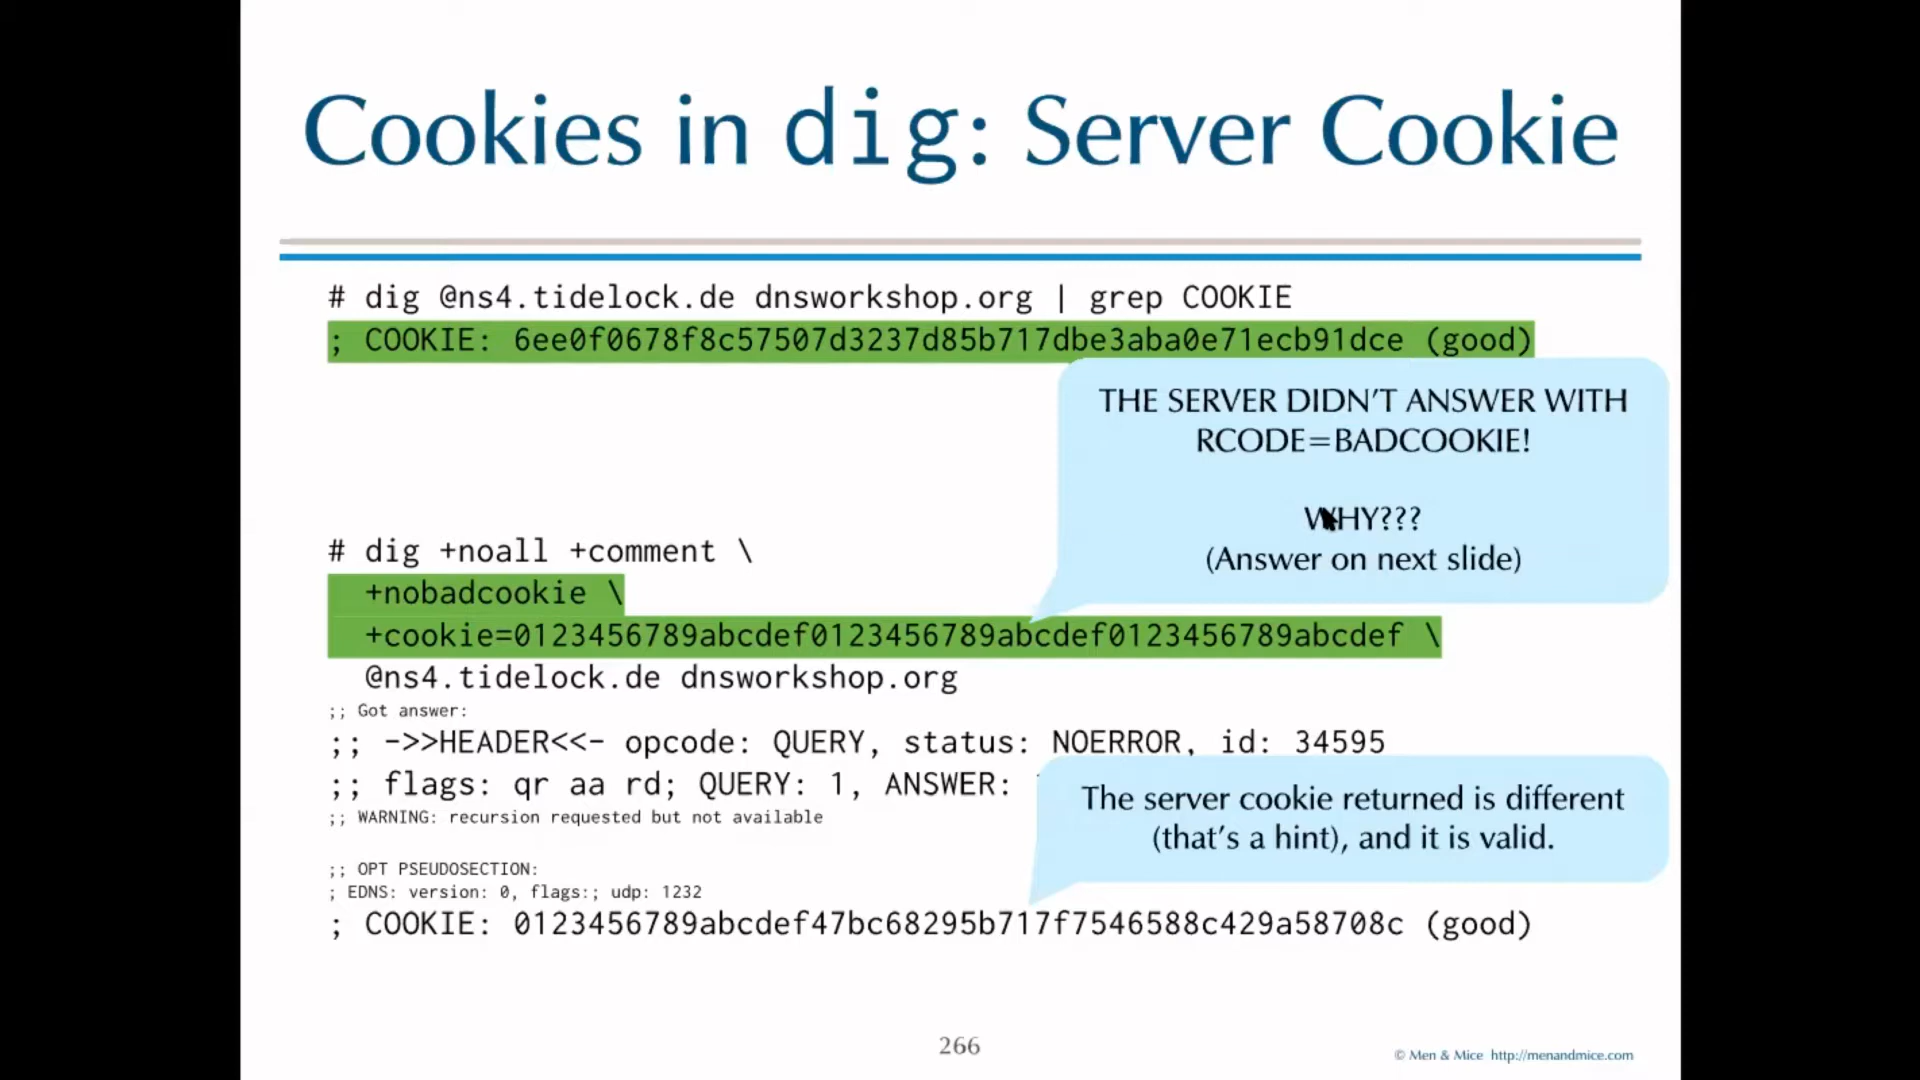 Cookies in dig: Server Cookie
# dig @ns4.tidelock.de dnsworkshop.org | grep COOKIE
; COOKIE: 6ee0f0678f8c57507d3237d85b717dbe3aba0e71ecb91dce (good)
THE SERVER DIDN'T ANSWER WITH
RCODE=BADCOOKIE!
WHY???
(Answer on next slide)
# dig +noall +comment \
+nobadcookie \
+cookie=0123456789abcdef0123456789abcdef0123456789abcdef \
@ns4.tidelock.de dnsworkshop.org
;; Got answer:
;; ->>HEADER<<- opcode: QUERY, status: NOERROR, id: 34595
;; flags: qr aa rd; QUERY: 1, ANSWER:
;; WARNING: recursion requested but not available
The server cookie returned is different
(that's a hint), and it is valid.
;; OPT PSEUDOSECTION:
; EDNS: version: 0, flags:; udp: 1232
; COOKIE: 0123456789abcdef47bc68295b717f7546588c429a58708c (good)
266
© Men & Mice http://menandmice.com